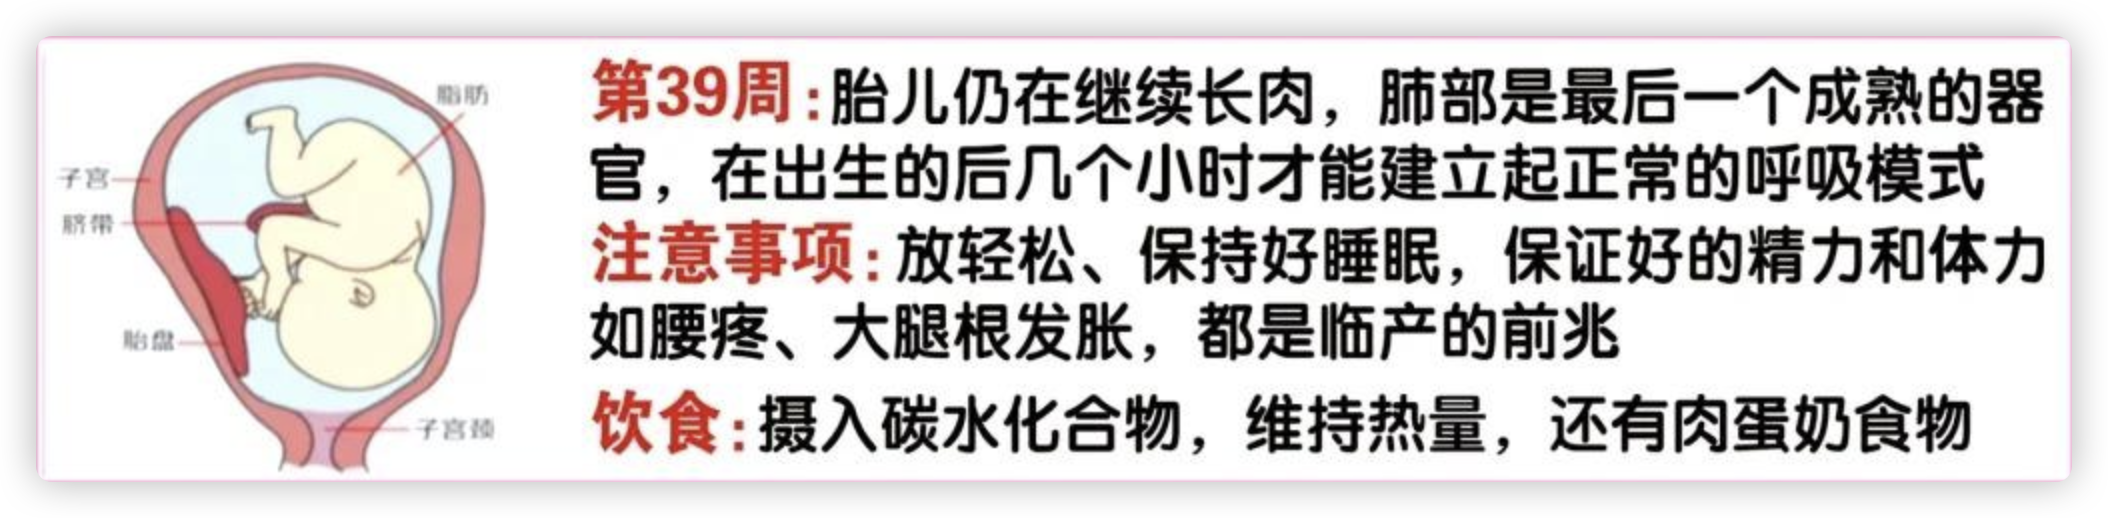 脂肪
子宫
脐带
胎盘
子宫颈
第39周:胎儿仍在继续长肉，肺部是最后一个成熟的器
官，在出生的后几个小时才能建立起正常的呼吸模式
注意事项:放轻松、保持好睡眠，保证好的精力和体力
如腰疼、大腿根发胀，都是临产的前兆
饮食:摄入碳水化合物，维持热量，还有肉蛋奶食物